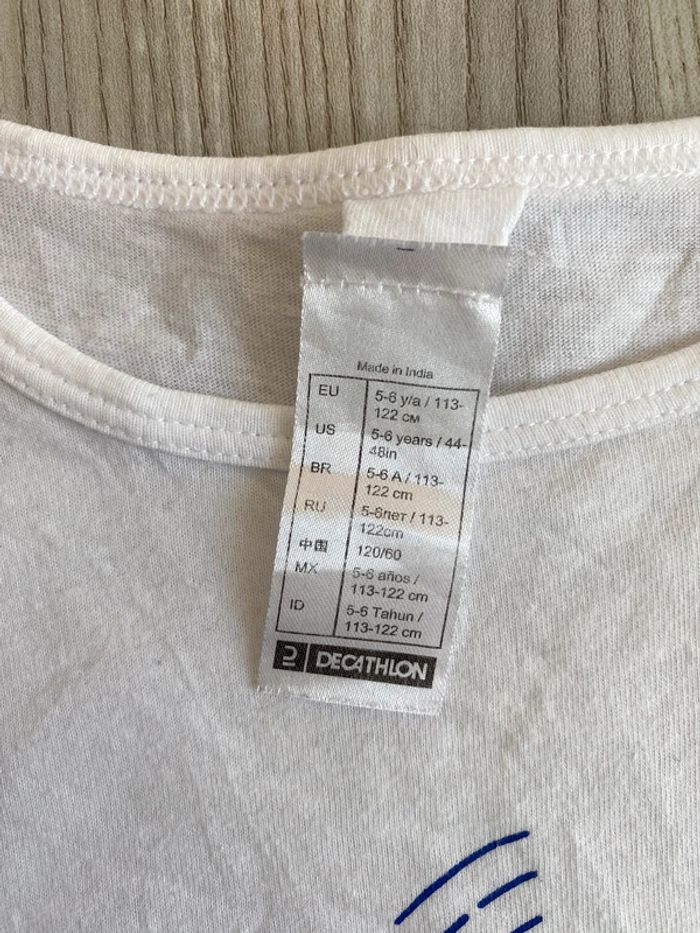 Made in India
EU 5-6 y/a / 113-
122 см
US 5-6 years / 44-
48in
BR 5-6 A / 113-
122 cm
RU 5-6лет / 113-
122cm
中国 120/60
MX 5-6 años /
113-122 cm
ID 5-6 Tahun /
113-122 cm
DECATHLON